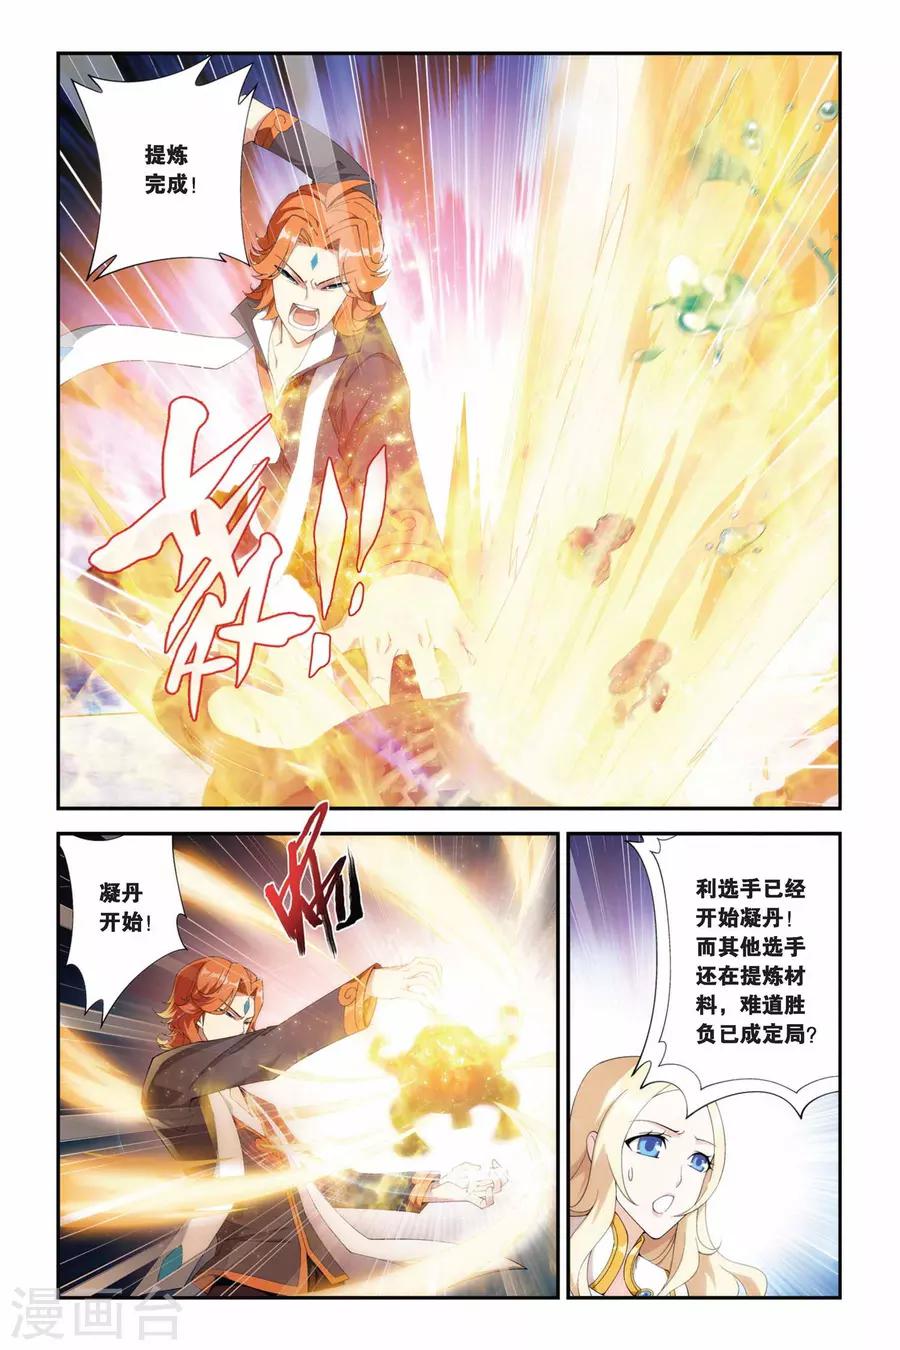 提炼
完成！
凝丹
开始！
利选手已经
开始凝丹！
而其他选手
还在提炼材
料，难道胜
负已成定局？
漫画台